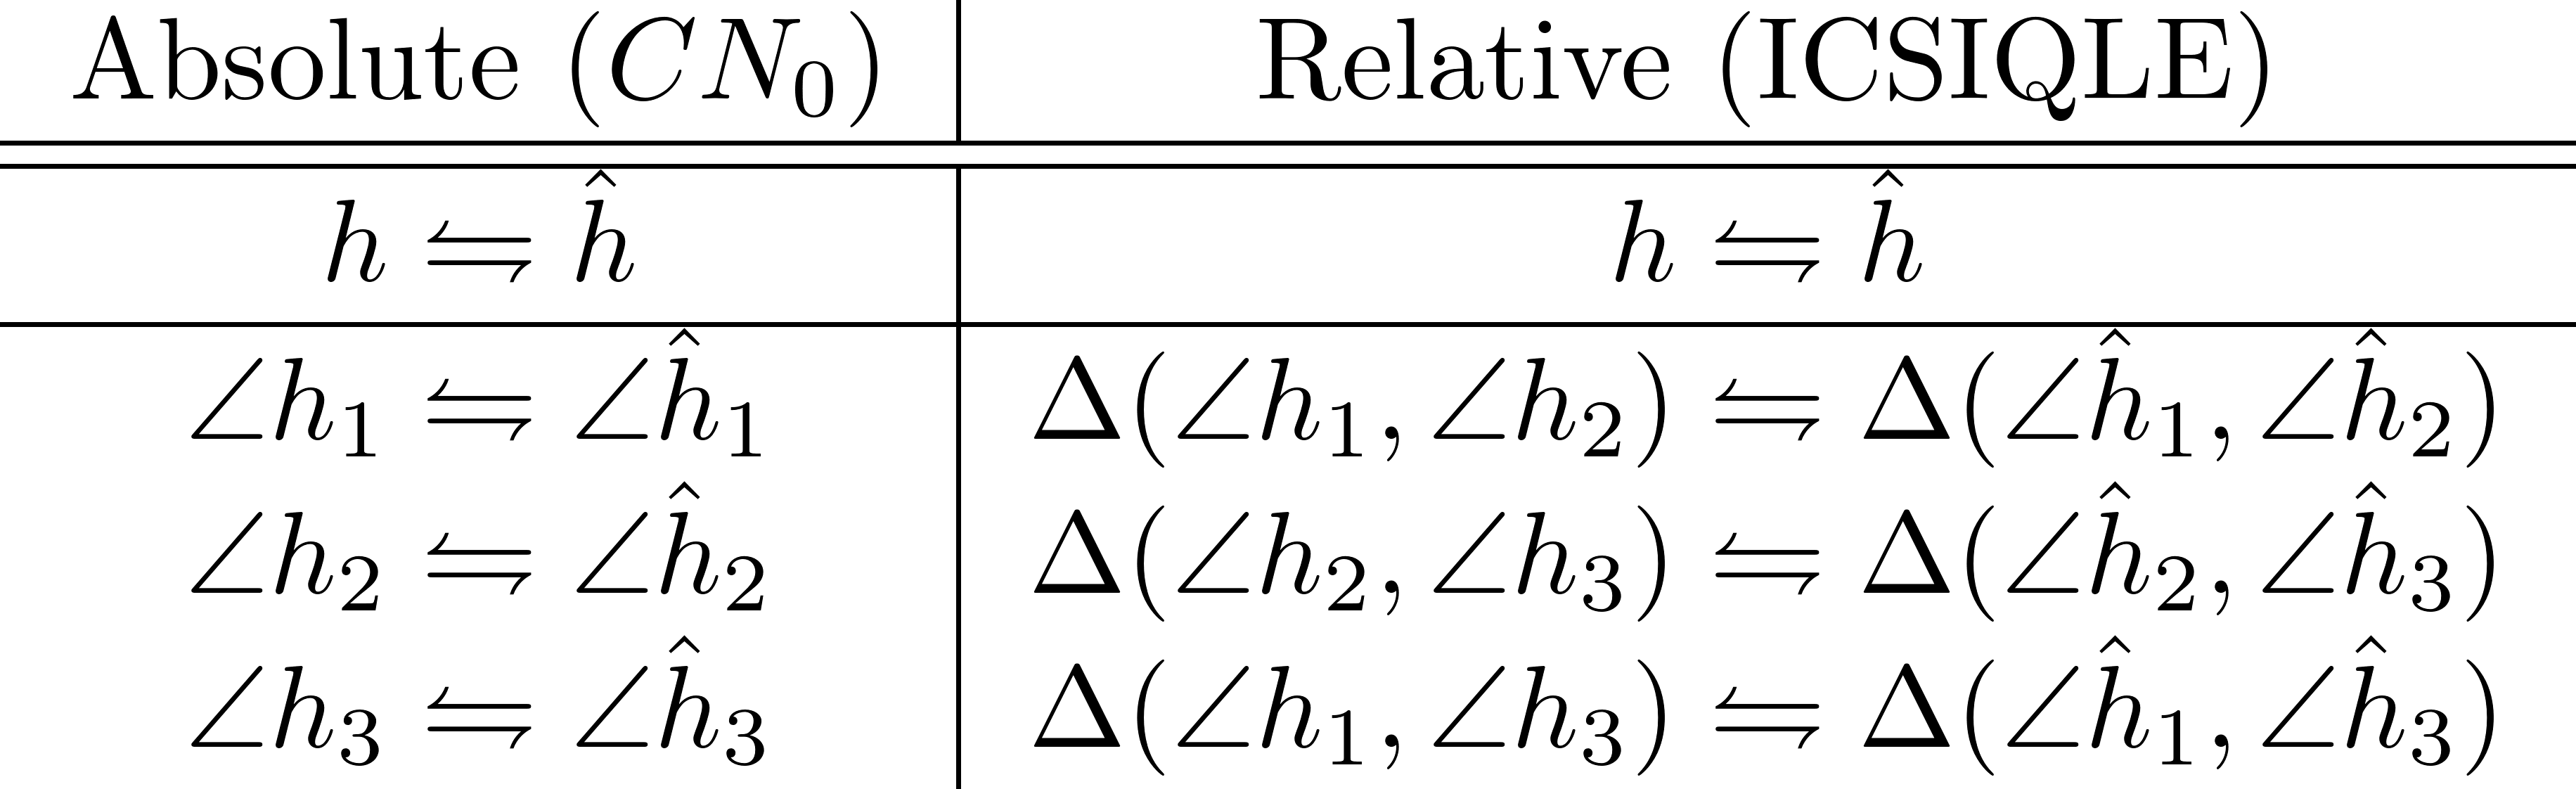 Absolute (CN₀) Relative (ICSIQLE)
h ⇋ ĥ h ⇋ ĥ
∠h₁ ⇋ ∠ĥ₁ Δ(∠h₁, ∠h₂) ⇋ Δ(∠ĥ₁, ∠ĥ₂)
∠h₂ ⇋ ∠ĥ₂ Δ(∠h₂, ∠h₃) ⇋ Δ(∠ĥ₂, ∠ĥ₃)
∠h₃ ⇋ ∠ĥ₃ Δ(∠h₁, ∠h₃) ⇋ Δ(∠ĥ₁, ∠ĥ₃)